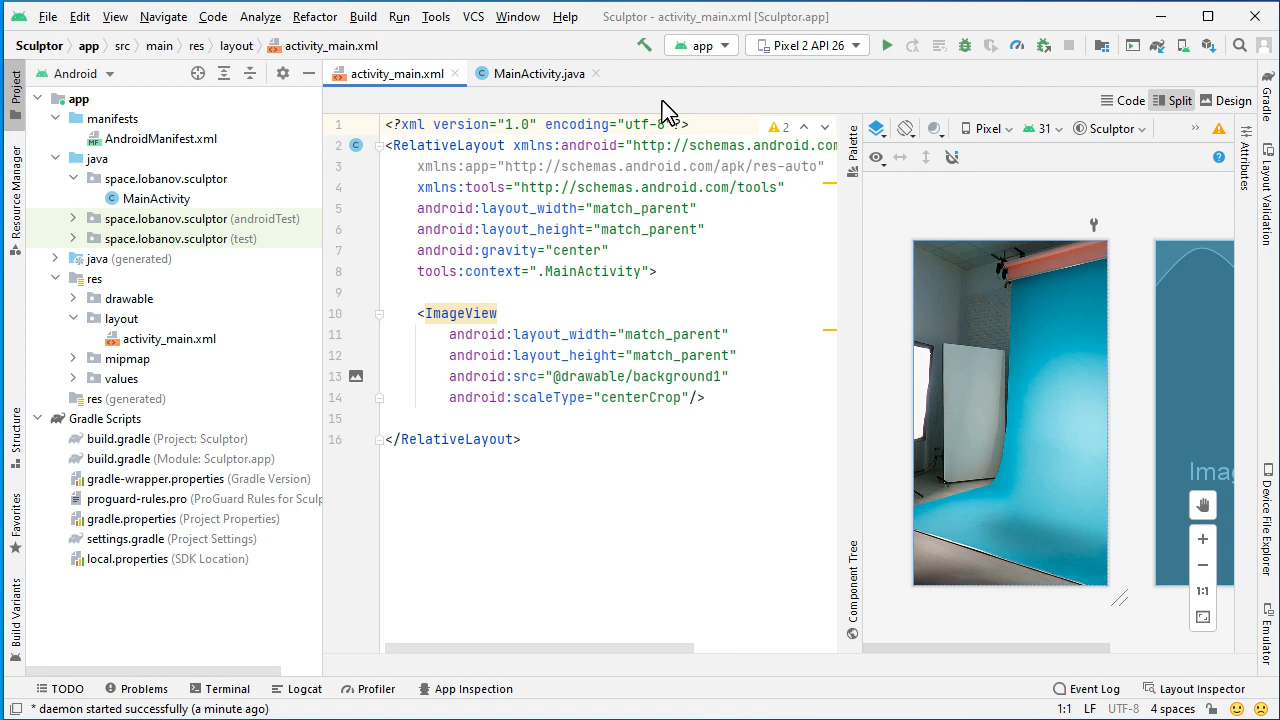 File Edit View Navigate Code Analyze Refactor Build Run Tools VCS Window Help Sculptor - activity_main.xml [Sculptor.app]
Sculptor app src main res layout activity_main.xml app Pixel 2 API 26
Project
Resource Manager
Structure
Favorites
Build Variants
Android
app
manifests
AndroidManifest.xml
java
space.lobanov.sculptor
MainActivity
space.lobanov.sculptor (androidTest)
space.lobanov.sculptor (test)
java (generated)
res
drawable
layout
activity_main.xml
mipmap
values
res (generated)
Gradle Scripts
build.gradle (Project: Sculptor)
build.gradle (Module: Sculptor.app)
gradle-wrapper.properties (Gradle Version)
proguard-rules.pro (ProGuard Rules for Sculp
gradle.properties (Project Properties)
settings.gradle (Project Settings)
local.properties (SDK Location)
activity_main.xml MainActivity.java
Code Split Design
2
1 <?xml version="1.0" encoding="utf-8"?>
2 <RelativeLayout xmlns:android="http://schemas.android.com
3 xmlns:app="http://schemas.android.com/apk/res-auto"
4 xmlns:tools="http://schemas.android.com/tools"
5 android:layout_width="match_parent"
6 android:layout_height="match_parent"
7 android:gravity="center"
8 tools:context=".MainActivity">
9
10 <ImageView
11 android:layout_width="match_parent"
12 android:layout_height="match_parent"
13 android:src="@drawable/background1"
14 android:scaleType="centerCrop"/>
15
16 </RelativeLayout>
Palette
Component Tree
Pixel 31 Sculptor
Imag
1:1
Attributes
Gradle
Layout Validation
Device File Explorer
Emulator
TODO Problems Terminal Logcat Profiler App Inspection Event Log Layout Inspector
* daemon started successfully (a minute ago) 1:1 LF UTF-8 4 spaces